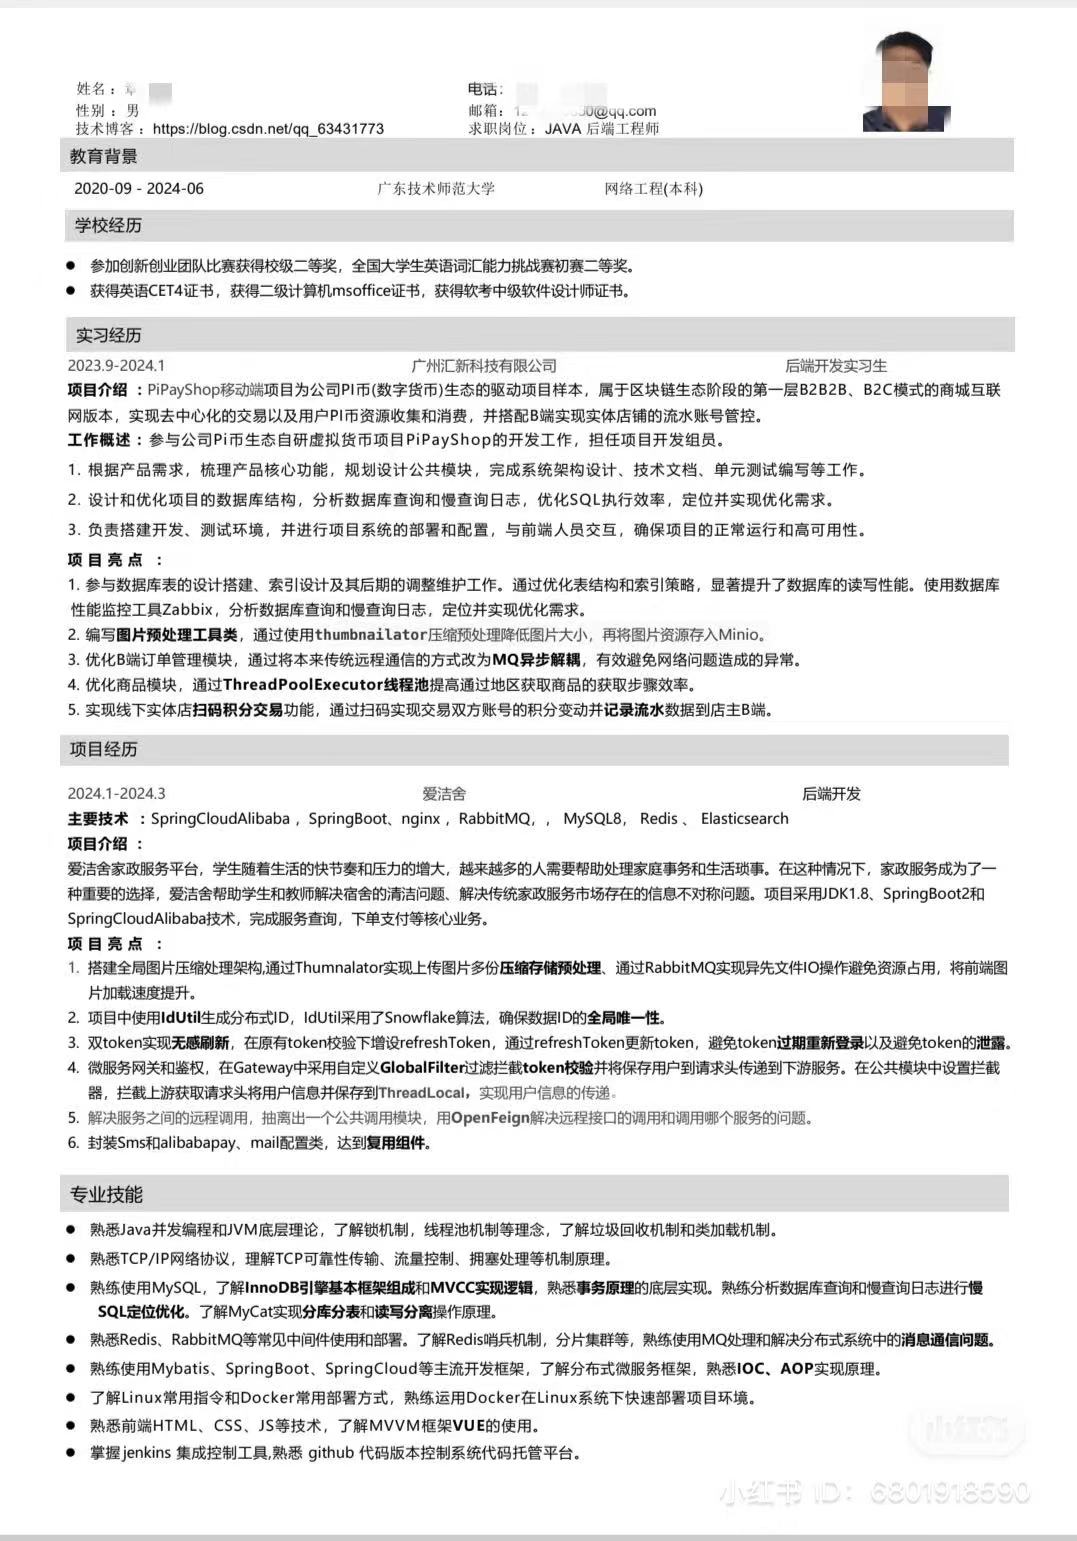 姓名： 章
性别： 男
技术博客： https://blog.csdn.net/qq_63431773
电话：
邮箱： @qq.com
求职岗位： JAVA 后端工程师
教育背景
2020-09 - 2024-06 广东技术师范大学 网络工程(本科)
学校经历
● 参加创新创业团队比赛获得校级二等奖，全国大学生英语词汇能力挑战赛初赛二等奖。
● 获得英语CET4证书，获得二级计算机msoffice证书，获得软考中级软件设计师证书。
实习经历
2023.9-2024.1 广州汇新科技有限公司 后端开发实习生
项目介绍 ：PiPayShop移动端项目为公司PI币(数字货币)生态的驱动项目样本，属于区块链生态阶段的第一层B2B2B、B2C模式的商城互联
网版本，实现去中心化的交易以及用户PI币资源收集和消费，并搭配B端实现实体店铺的流水账号管控。
工作概述 ：参与公司Pi币生态自研虚拟货币项目PiPayShop的开发工作，担任项目开发组员。
1. 根据产品需求，梳理产品核心功能，规划设计公共模块，完成系统架构设计、技术文档、单元测试编写等工作。
2. 设计和优化项目的数据库结构，分析数据库查询和慢查询日志，优化SQL执行效率，定位并实现优化需求。
3. 负责搭建开发、测试环境，并进行项目系统的部署和配置，与前端人员交互，确保项目的正常运行和高可用性。
项目亮点 ：
1. 参与数据库表的设计搭建、索引设计及其后期的调整维护工作。通过优化表结构和索引策略，显著提升了数据库的读写性能。使用数据库
性能监控工具Zabbix，分析数据库查询和慢查询日志，定位并实现优化需求。
2. 编写图片预处理工具类，通过使用thumbnailator压缩预处理降低图片大小，再将图片资源存入Minio。
3. 优化B端订单管理模块，通过将本来传统远程通信的方式改为MQ异步解耦，有效避免网络问题造成的异常。
4. 优化商品模块，通过ThreadPoolExecutor线程池提高通过地区获取商品的获取步骤效率。
5. 实现线下实体店扫码积分交易功能，通过扫码实现交易双方账号的积分变动并记录流水数据到店主B端。
项目经历
2024.1-2024.3 爱洁舍 后端开发
主要技术 ：SpringCloudAlibaba ，SpringBoot、nginx ，RabbitMQ，， MySQL8， Redis 、 Elasticsearch
项目介绍 ：
爱洁舍家政服务平台，学生随着生活的快节奏和压力的增大，越来越多的人需要帮助处理家庭事务和生活琐事。在这种情况下，家政服务成为了一
种重要的选择，爱洁舍帮助学生和教师解决宿舍的清洁问题、解决传统家政服务市场存在的信息不对称问题。项目采用JDK1.8、SpringBoot2和
SpringCloudAlibaba技术，完成服务查询，下单支付等核心业务。
项目亮点 ：
1. 搭建全局图片压缩处理架构,通过Thumnalator实现上传图片多份压缩存储预处理、通过RabbitMQ实现异先文件IO操作避免资源占用，将前端图
片加载速度提升。
2. 项目中使用IdUtil生成分布式ID，IdUtil采用了Snowflake算法，确保数据ID的全局唯一性。
3. 双token实现无感刷新，在原有token校验下增设refreshToken，通过refreshToken更新token，避免token过期重新登录以及避免token的泄露。
4. 微服务网关和鉴权，在Gateway中采用自定义GlobalFilter过滤拦截token校验并将保存用户到请求头传递到下游服务。在公共模块中设置拦截
器，拦截上游获取请求头将用户信息并保存到ThreadLocal，实现用户信息的传递。
5. 解决服务之间的远程调用，抽离出一个公共调用模块，用OpenFeign解决远程接口的调用和调用哪个服务的问题。
6. 封装Sms和alibabapay、mail配置类，达到复用组件。
专业技能
● 熟悉Java并发编程和JVM底层理论，了解锁机制，线程池机制等理念，了解垃圾回收机制和类加载机制。
● 熟悉TCP/IP网络协议，理解TCP可靠性传输、流量控制、拥塞处理等机制原理。
● 熟练使用MySQL，了解InnoDB引擎基本框架组成和MVCC实现逻辑，熟悉事务原理的底层实现。熟练分析数据库查询和慢查询日志进行慢
SQL定位优化。了解MyCat实现分库分表和读写分离操作原理。
● 熟悉Redis、RabbitMQ等常见中间件使用和部署。了解Redis哨兵机制，分片集群等，熟练使用MQ处理和解决分布式系统中的消息通信问题。
● 熟练使用Mybatis、SpringBoot、SpringCloud等主流开发框架，了解分布式微服务框架，熟悉IOC、AOP实现原理。
● 了解Linux常用指令和Docker常用部署方式，熟练运用Docker在Linux系统下快速部署项目环境。
● 熟悉前端HTML、CSS、JS等技术，了解MVVM框架VUE的使用。
● 掌握jenkins 集成控制工具,熟悉 github 代码版本控制系统代码托管平台。
小红书
小红书 ID：6801918590